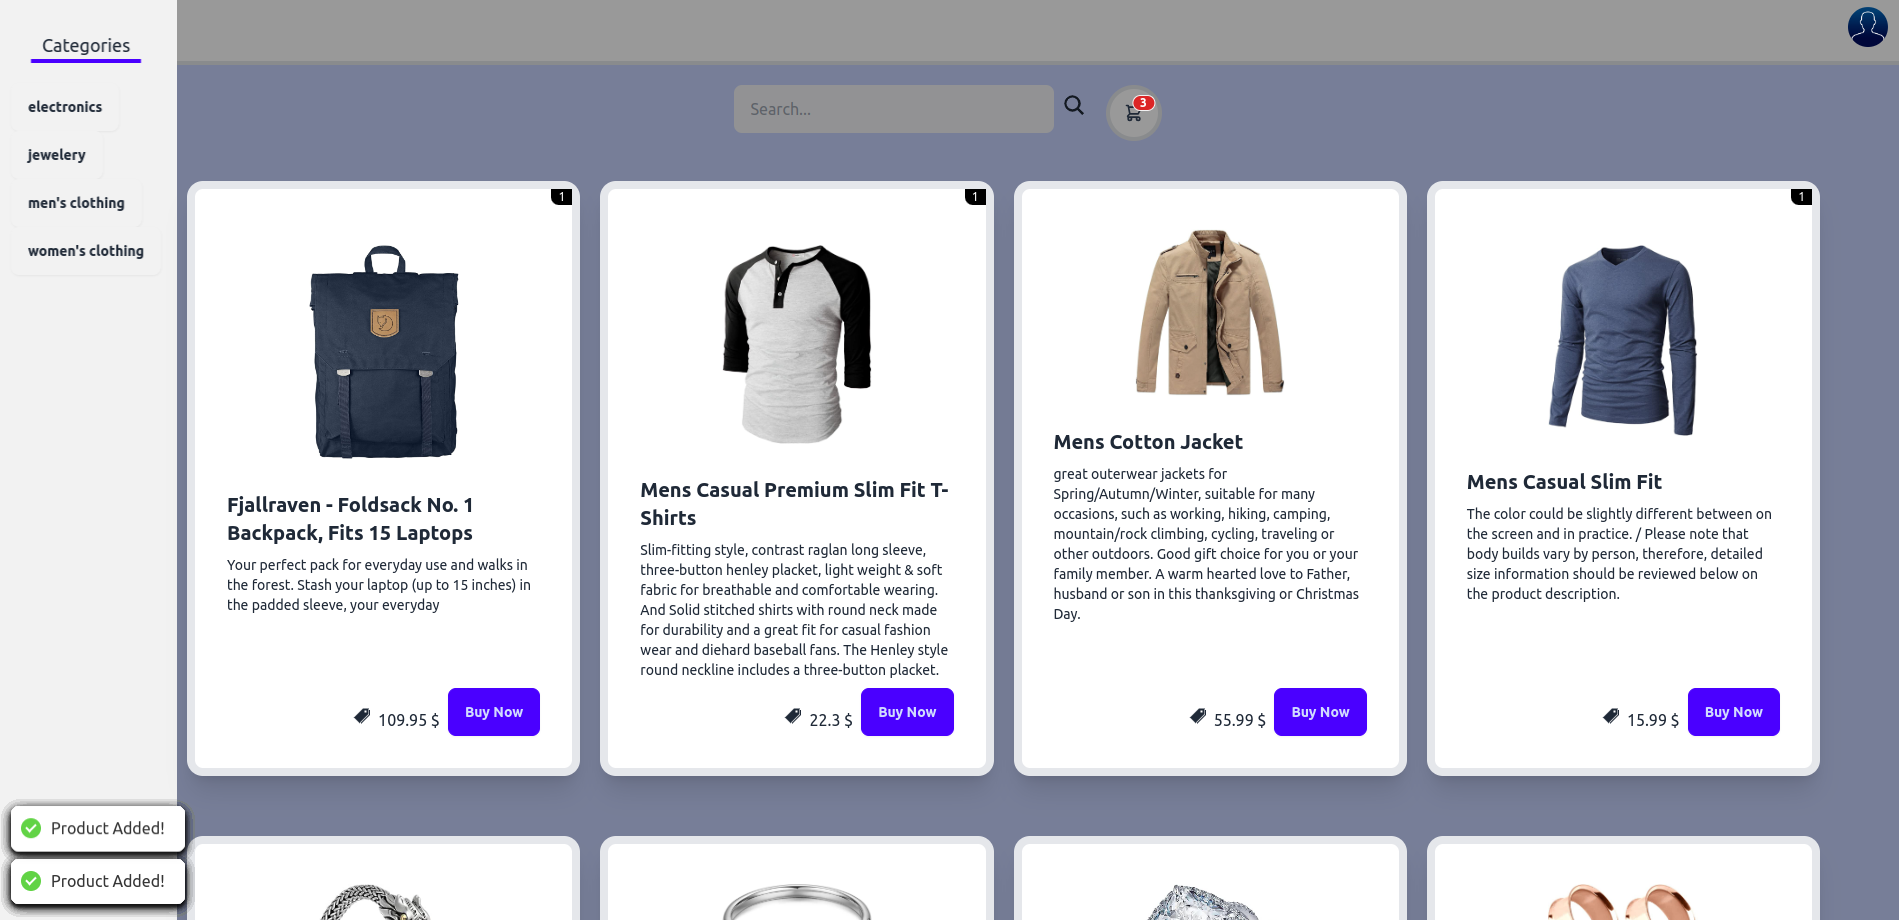 Categories
electronics
jewelery
men's clothing
women's clothing
Search...
3
1
Fjallraven - Foldsack No. 1
Backpack, Fits 15 Laptops
Your perfect pack for everyday use and walks in
the forest. Stash your laptop (up to 15 inches) in
the padded sleeve, your everyday
109.95 $
Buy Now
1
Mens Casual Premium Slim Fit T-
Shirts
Slim-fitting style, contrast raglan long sleeve,
three-button henley placket, light weight & soft
fabric for breathable and comfortable wearing.
And Solid stitched shirts with round neck made
for durability and a great fit for casual fashion
wear and diehard baseball fans. The Henley style
round neckline includes a three-button placket.
22.3 $
Buy Now
Mens Cotton Jacket
great outerwear jackets for
Spring/Autumn/Winter, suitable for many
occasions, such as working, hiking, camping,
mountain/rock climbing, cycling, traveling or
other outdoors. Good gift choice for you or your
family member. A warm hearted love to Father,
husband or son in this thanksgiving or Christmas
Day.
55.99 $
Buy Now
1
Mens Casual Slim Fit
The color could be slightly different between on
the screen and in practice. / Please note that
body builds vary by person, therefore, detailed
size information should be reviewed below on
the product description.
15.99 $
Buy Now
Product Added!
Product Added!